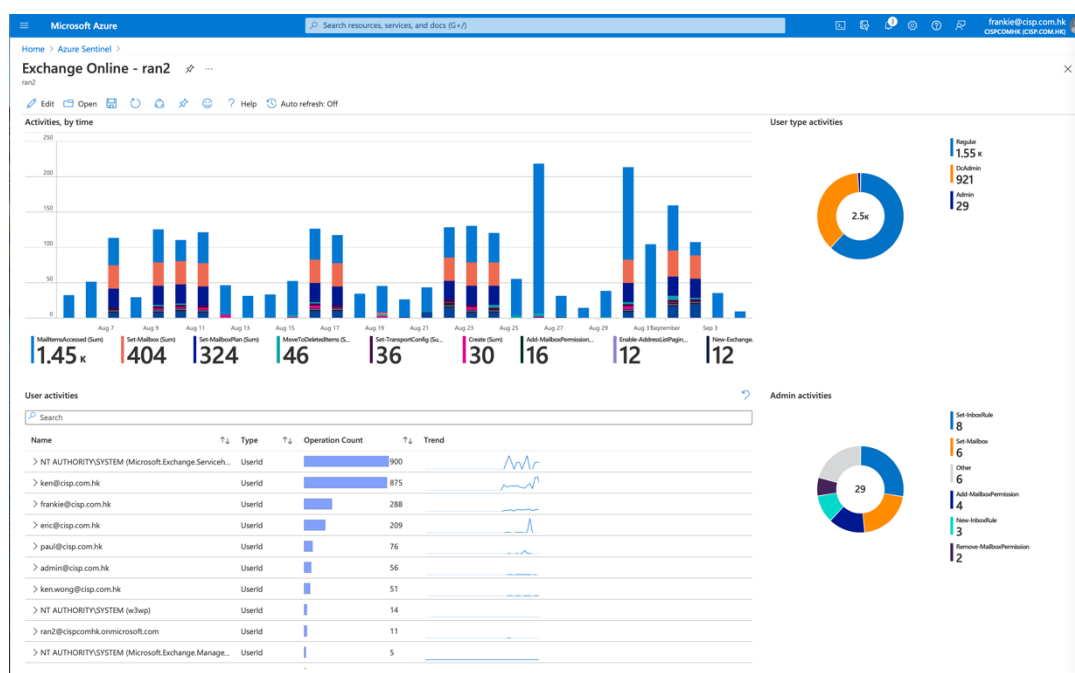 Microsoft Azure
Search resources, services, and docs (G+/)
3
frankie@csp.com.hk
CISPCOMHK (CISP.COM.HK)
Home > Azure Sentinel >
Exchange Online - ran2
ran2
Edit Open Help Auto refresh: Off
Activities, by time
250
200
150
100
50
0
Aug 7 Aug 9 Aug 11 Aug 13 Aug 15 Aug 17 Aug 19 Aug 21 Aug 23 Aug 25 Aug 27 Aug 29 Aug 31 September Sep 3
MailItemsAccessed (Sum)
1.45 K
Set-Mailbox (Sum)
404
Set-MailboxPlan (Sum)
324
MoveToDeletedItems (S...
46
Set-TransportConfig (Su...
36
Create (Sum)
30
Add-MailboxPermission...
16
Enable-AddressListPagin...
12
New-Exchange
12
User type activities
2.5K
Regular
1.55 K
DcAdmin
921
Admin
29
User activities
Search
Name Type Operation Count Trend
> NT AUTHORITY\SYSTEM (Microsoft.Exchange.Serviceh... UserId 900
> ken@cisp.com.hk UserId 875
> frankie@cisp.com.hk UserId 288
> eric@cisp.com.hk UserId 209
> paul@cisp.com.hk UserId 76
> admin@cisp.com.hk UserId 56
> ken.wong@cisp.com.hk UserId 51
> NT AUTHORITY\SYSTEM (w3wp) UserId 14
> ran2@cispcomhk.onmicrosoft.com UserId 11
> NT AUTHORITY\SYSTEM (Microsoft.Exchange.Manage... UserId 5
Admin activities
29
Set-InboxRule
8
Set-Mailbox
6
Other
6
Add-MailboxPermission
4
New-InboxRule
3
Remove-MailboxPermission
2